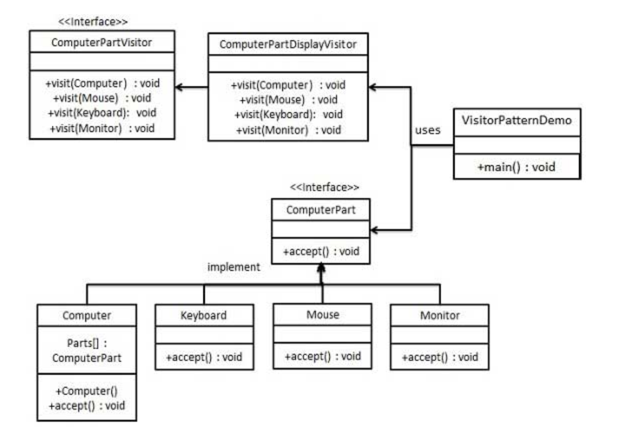 <<Interface>>
ComputerPartVisitor
+visit(Computer) : void
+visit(Mouse) : void
+visit(Keyboard): void
+visit(Monitor) : void
ComputerPartDisplayVisitor
+visit(Computer) : void
+visit(Mouse) : void
+visit(Keyboard): void
+visit(Monitor) : void
uses
VisitorPatternDemo
+main() : void
<<Interface>>
ComputerPart
+accept() : void
implement
Computer
Parts[] :
ComputerPart
+Computer()
+accept() : void
Keyboard
+accept() : void
Mouse
+accept() : void
Monitor
+accept() : void